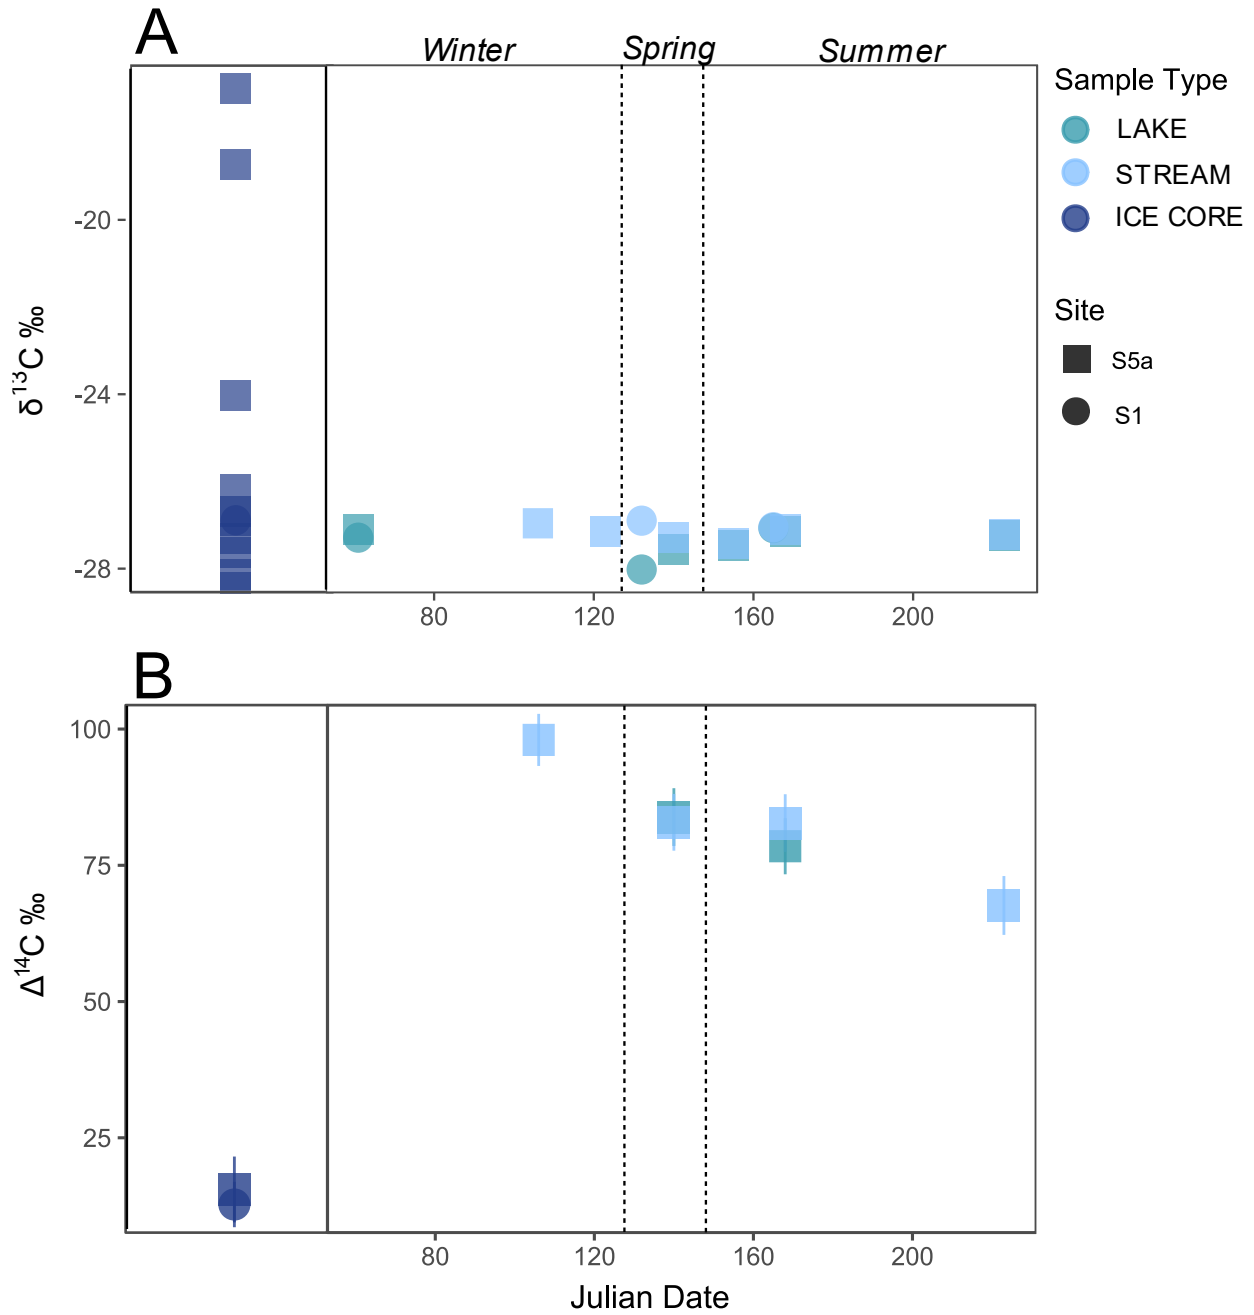 A
Winter
Spring
Summer
Sample Type
LAKE
STREAM
ICE CORE
Site
S5a
S1
δ¹³C ‰
-20
-24
-28
80
120
160
200
B
Δ¹⁴C ‰
100
75
50
25
80
120
160
200
Julian Date